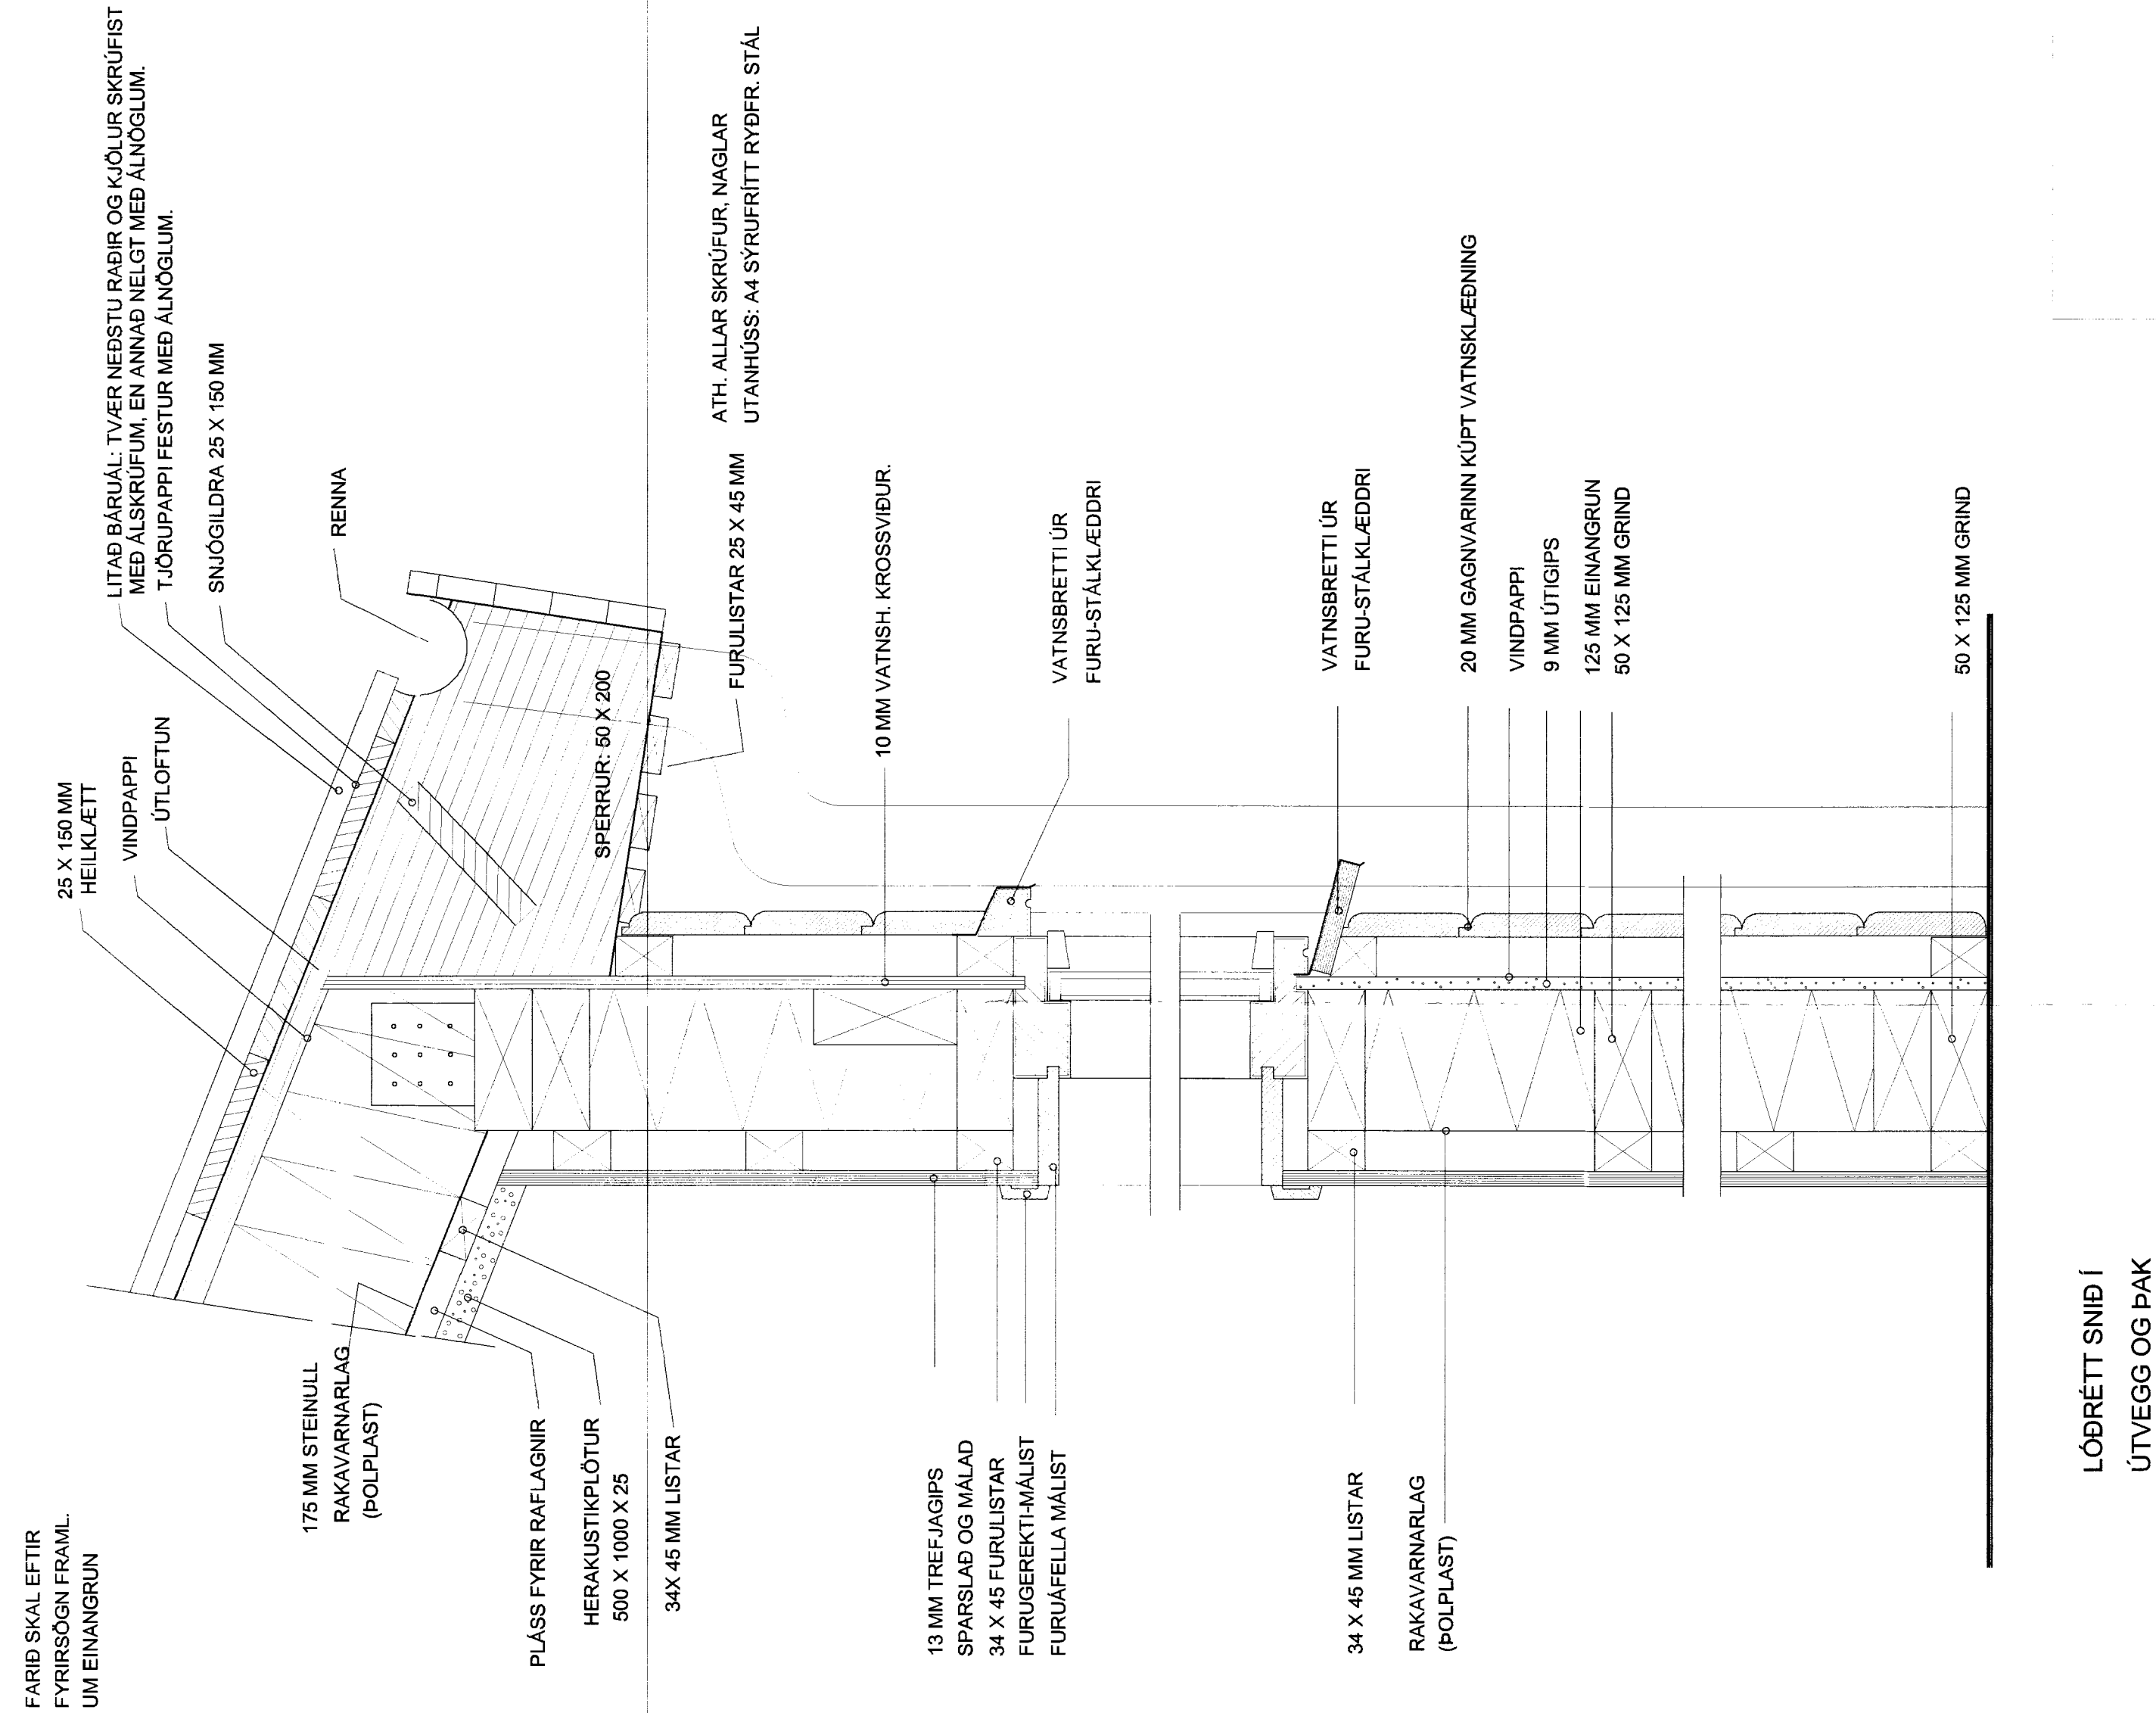 FARIÐ SKAL EFTIR
FYRIRSÖGN FRAML.
UM EINANGRUN
25 X 150 MM
HEILKLÆTT
VINDPAPPI
ÚTLOFTUN
LITAÐ BÁRUÁL: TVÆR NEÐSTU RAÐIR OG KJÖLUR SKRÚFIST
MEÐ ÁLSKRÚFUM, EN ANNAÐ NELGT MEÐ ÁLNÖGLUM.
TJÖRUPAPPI FESTUR MEÐ ÁLNÖGLUM.
SNJÓGILDRA 25 X 150 MM
RENNA
175 MM STEINULL
RAKAVARNARLAG
(ÞOLPLAST)
PLÁSS FYRIR RAFLAGNIR
HERAKUSTIKPLÖTUR
500 X 1000 X 25
34X 45 MM LISTAR
SPERRUR: 50 X 200
FURULISTAR 25 X 45 MM
ATH. ALLAR SKRÚFUR, NAGLAR
UTANHÚSS: A4 SÝRUFRÍTT RYÐFR. STÁL
10 MM VATNSH. KROSSVIÐUR.
13 MM TREFJAGIPS
SPARSLAÐ OG MÁLAÐ
34 X 45 FURULISTAR
FURUGEREKTI-MÁLIST
FURUÁFELLA MÁLIST
VATNSBRETTI ÚR
FURU-STÁLKLÆDDRI
VATNSBRETTI ÚR
FURU-STÁLKLÆDDRI
34 X 45 MM LISTAR
RAKAVARNARLAG
(ÞOLPLAST)
20 MM GAGNVARINN KÚPT VATNSKLÆÐNING
VINDPAPPI
9 MM ÚTIGIPS
125 MM EINANGRUN
50 X 125 MM GRIND
50 X 125 MM GRIND
LÓÐRÉTT SNIÐ Í
ÚTVEGG OG ÞAK